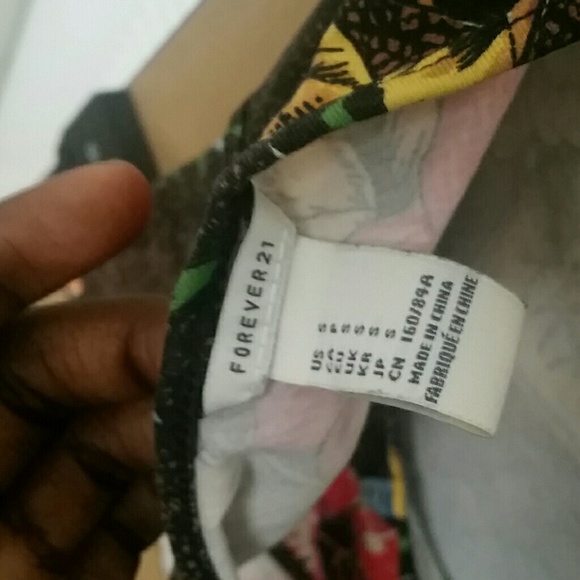 FOREVER 21
US S
EU S
UK S
KR S
JP S
CN S 160/84A
MADE IN CHINA
FABRIQUÉ EN CHINE